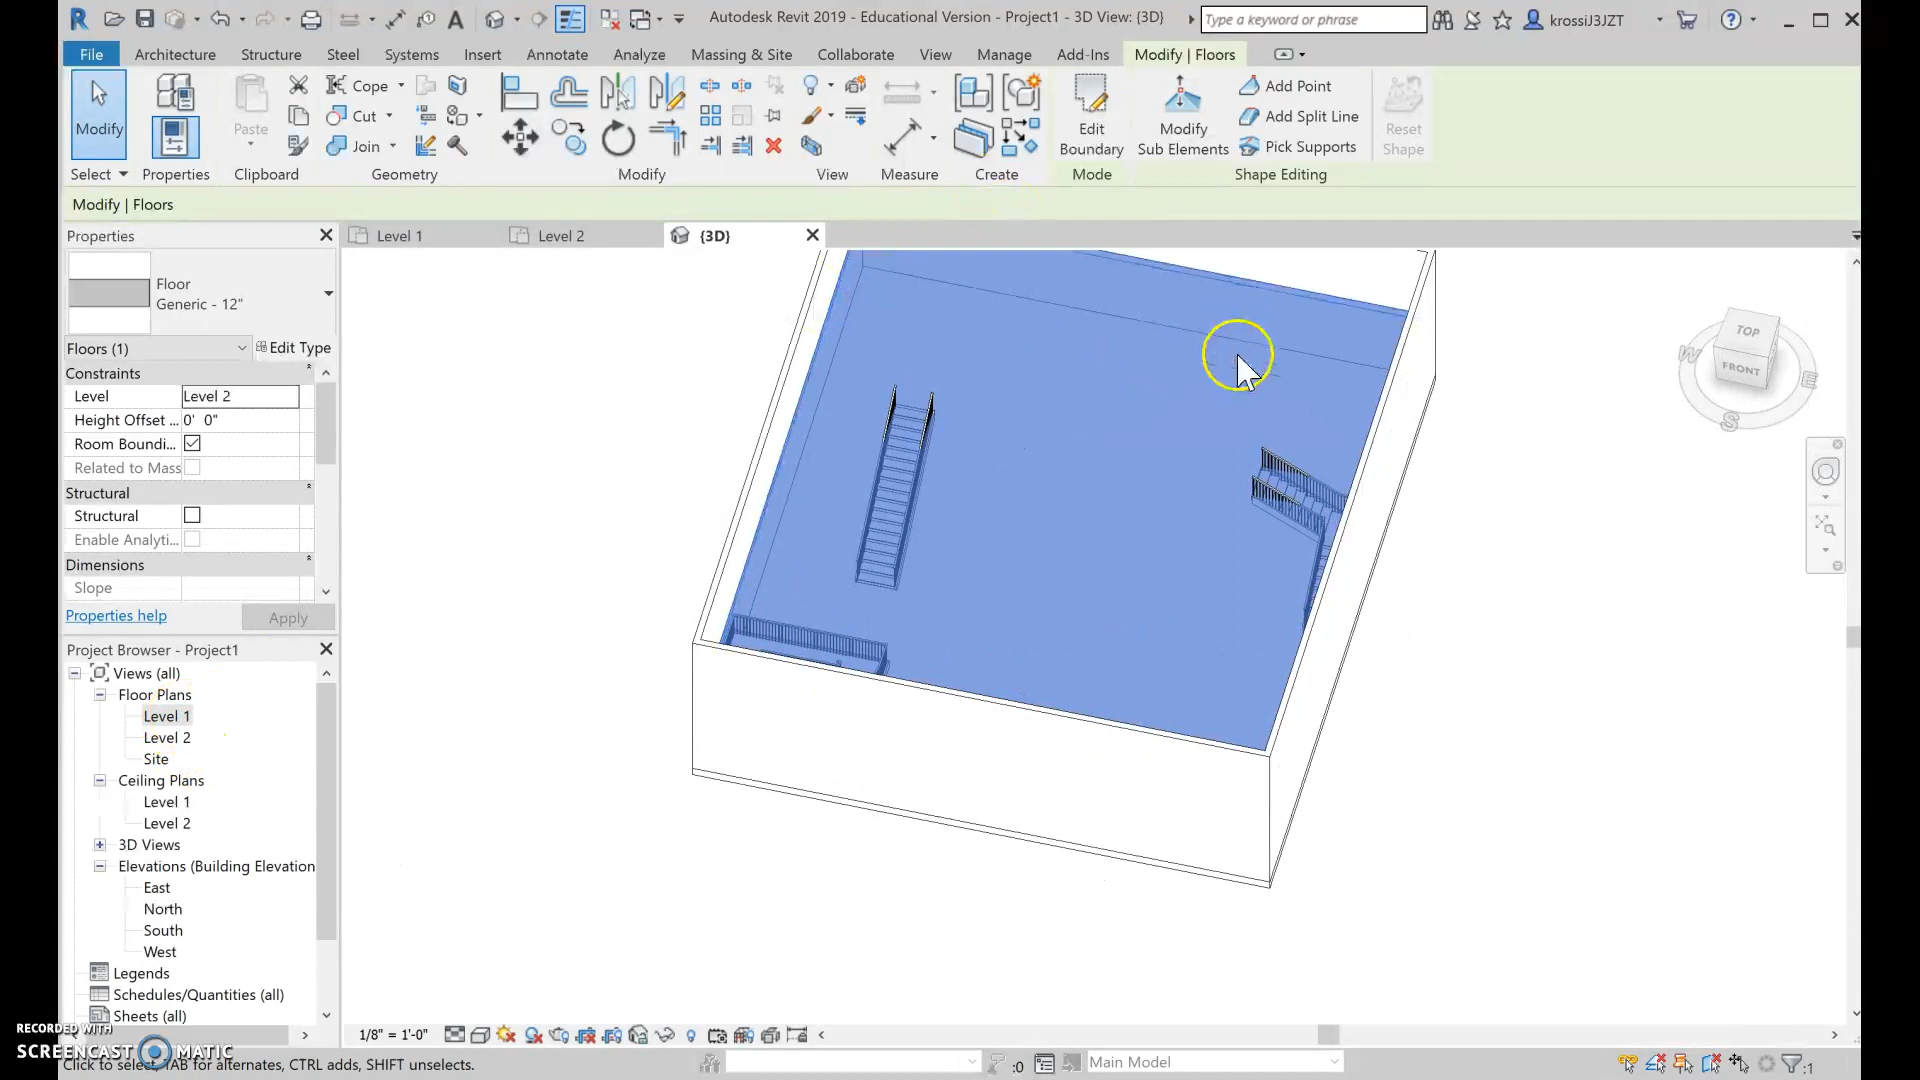 Autodesk Revit 2019 - Educational Version - Project1 - 3D View: {3D}
Type a keyword or phrase
krossiJ3JZT
File
Architecture
Structure
Steel
Systems
Insert
Annotate
Analyze
Massing & Site
Collaborate
View
Manage
Add-Ins
Modify | Floors
Modify
Select
Properties
Paste
Clipboard
Cope
Cut
Join
Geometry
Modify
View
Measure
Create
Edit
Boundary
Mode
Modify
Sub Elements
Add Point
Add Split Line
Pick Supports
Shape Editing
Reset
Shape
Modify | Floors
Properties
Floor
Generic - 12"
Floors (1)
Edit Type
Constraints
Level
Level 2
Height Offset ...
0' 0"
Room Boundi...
Related to Mass
Structural
Structural
Enable Analyti...
Dimensions
Slope
Properties help
Apply
Level 1
Level 2
{3D}
TOP
FRONT
W
S
E
Project Browser - Project1
Views (all)
Floor Plans
Level 1
Level 2
Site
Ceiling Plans
Level 1
Level 2
3D Views
Elevations (Building Elevation
East
North
South
West
Legends
Schedules/Quantities (all)
Sheets (all)
1/8" = 1'-0"
RECORDED WITH
SCREENCAST MATIC
Click to select, TAB for alternates, CTRL adds, SHIFT unselects.
:0
Main Model
:1